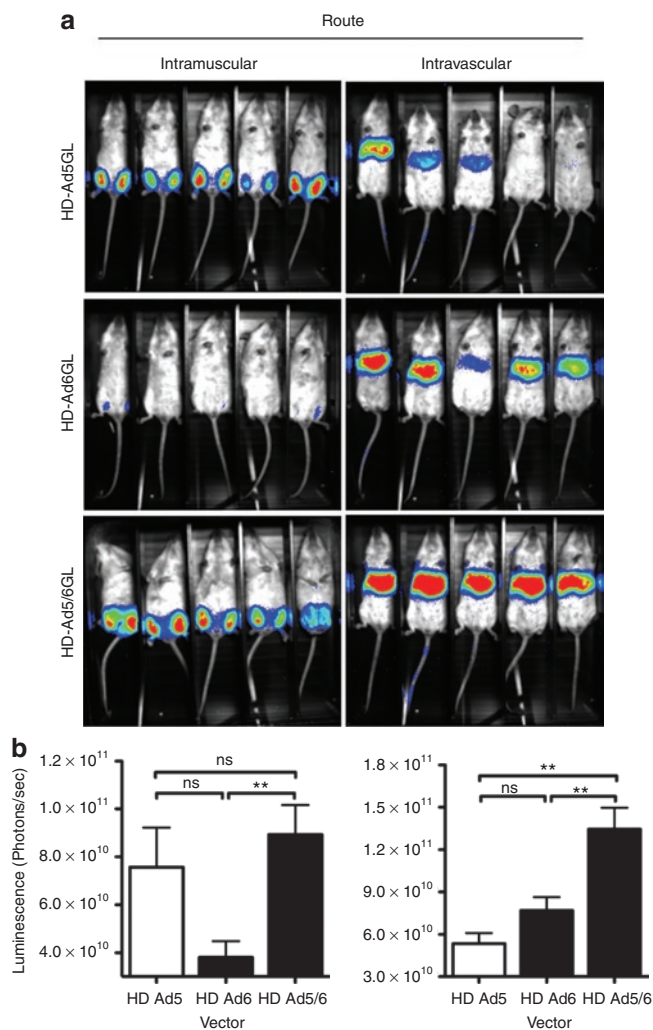 a
Route
Intramuscular
Intravascular
HD-Ad5GL
HD-Ad6GL
HD-Ad5/6GL
b
Luminescence (Photons/sec)
1.2 × 10¹¹
1.0 × 10¹¹
8.0 × 10¹⁰
6.0 × 10¹⁰
4.0 × 10¹⁰
ns
ns
**
HD Ad5
HD Ad6
HD Ad5/6
Vector
1.8 × 10¹¹
1.5 × 10¹¹
1.2 × 10¹¹
9.0 × 10¹⁰
6.0 × 10¹⁰
3.0 × 10¹⁰
**
ns
**
HD Ad5
HD Ad6
HD Ad5/6
Vector